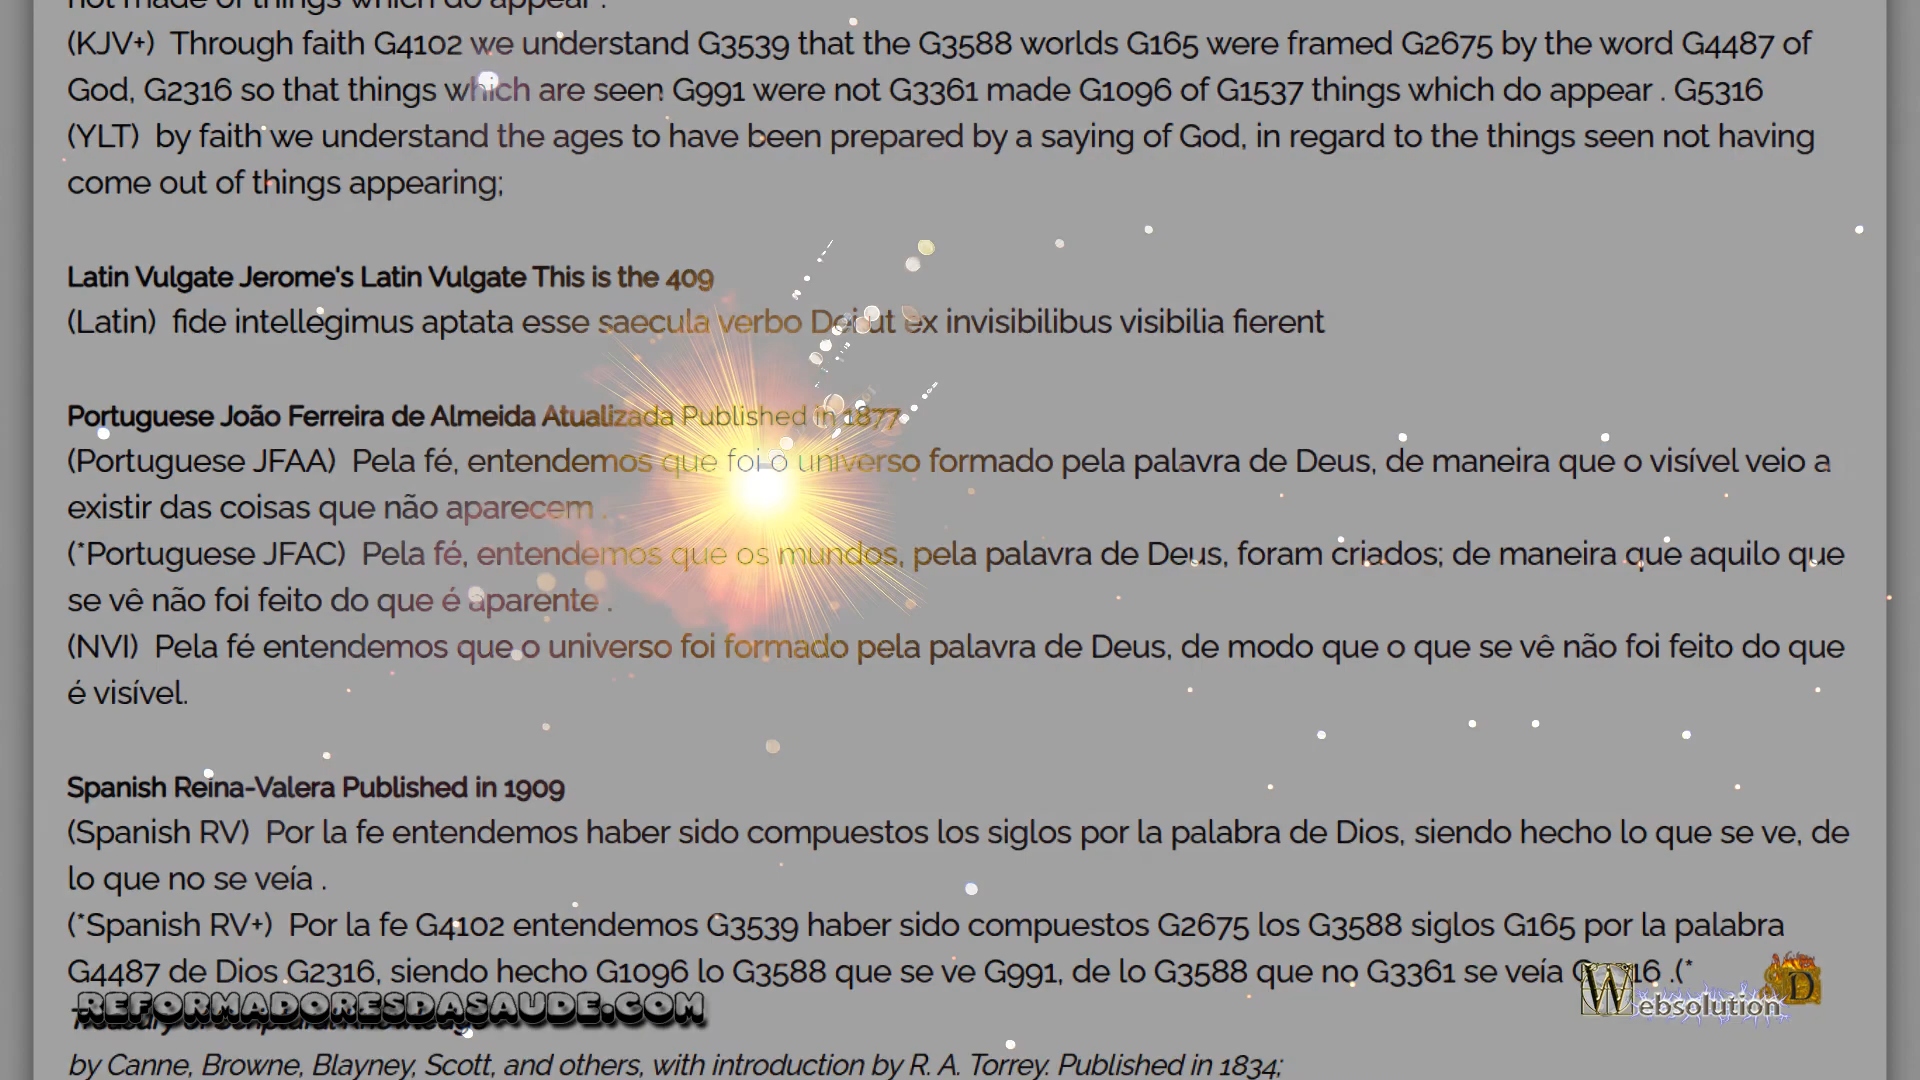 not made of things which do appear .
(KJV+) Through faith G4102 we understand G3539 that the G3588 worlds G165 were framed G2675 by the word G4487 of
God, G2316 so that things which are seen G991 were not G3361 made G1096 of G1537 things which do appear . G5316
(YLT) by faith we understand the ages to have been prepared by a saying of God, in regard to the things seen not having
come out of things appearing;
Latin Vulgate Jerome's Latin Vulgate This is the 409
(Latin) fide intellegimus aptata esse saecula verbo Dei ut ex invisibilibus visibilia fierent
Portuguese João Ferreira de Almeida Atualizada Published in 1877
(Portuguese JFAA) Pela fé, entendemos que foi o universo formado pela palavra de Deus, de maneira que o visível veio a
existir das coisas que não aparecem .
(*Portuguese JFAC) Pela fé, entendemos que os mundos, pela palavra de Deus, foram criados; de maneira que aquilo que
se vê não foi feito do que é aparente .
(NVI) Pela fé entendemos que o universo foi formado pela palavra de Deus, de modo que o que se vê não foi feito do que
é visível.
Spanish Reina-Valera Published in 1909
(Spanish RV) Por la fe entendemos haber sido compuestos los siglos por la palabra de Dios, siendo hecho lo que se ve, de
lo que no se veía .
(*Spanish RV+) Por la fe G4102 entendemos G3539 haber sido compuestos G2675 los G3588 siglos G165 por la palabra
G4487 de Dios G2316, siendo hecho G1096 lo G3588 que se ve G991, de lo G3588 que no G3361 se veía .(*
REFORMADORESDASAUDE.COM
Websolution D
by Canne, Browne, Blayney, Scott, and others, with introduction by R. A. Torrey. Published in 1834;